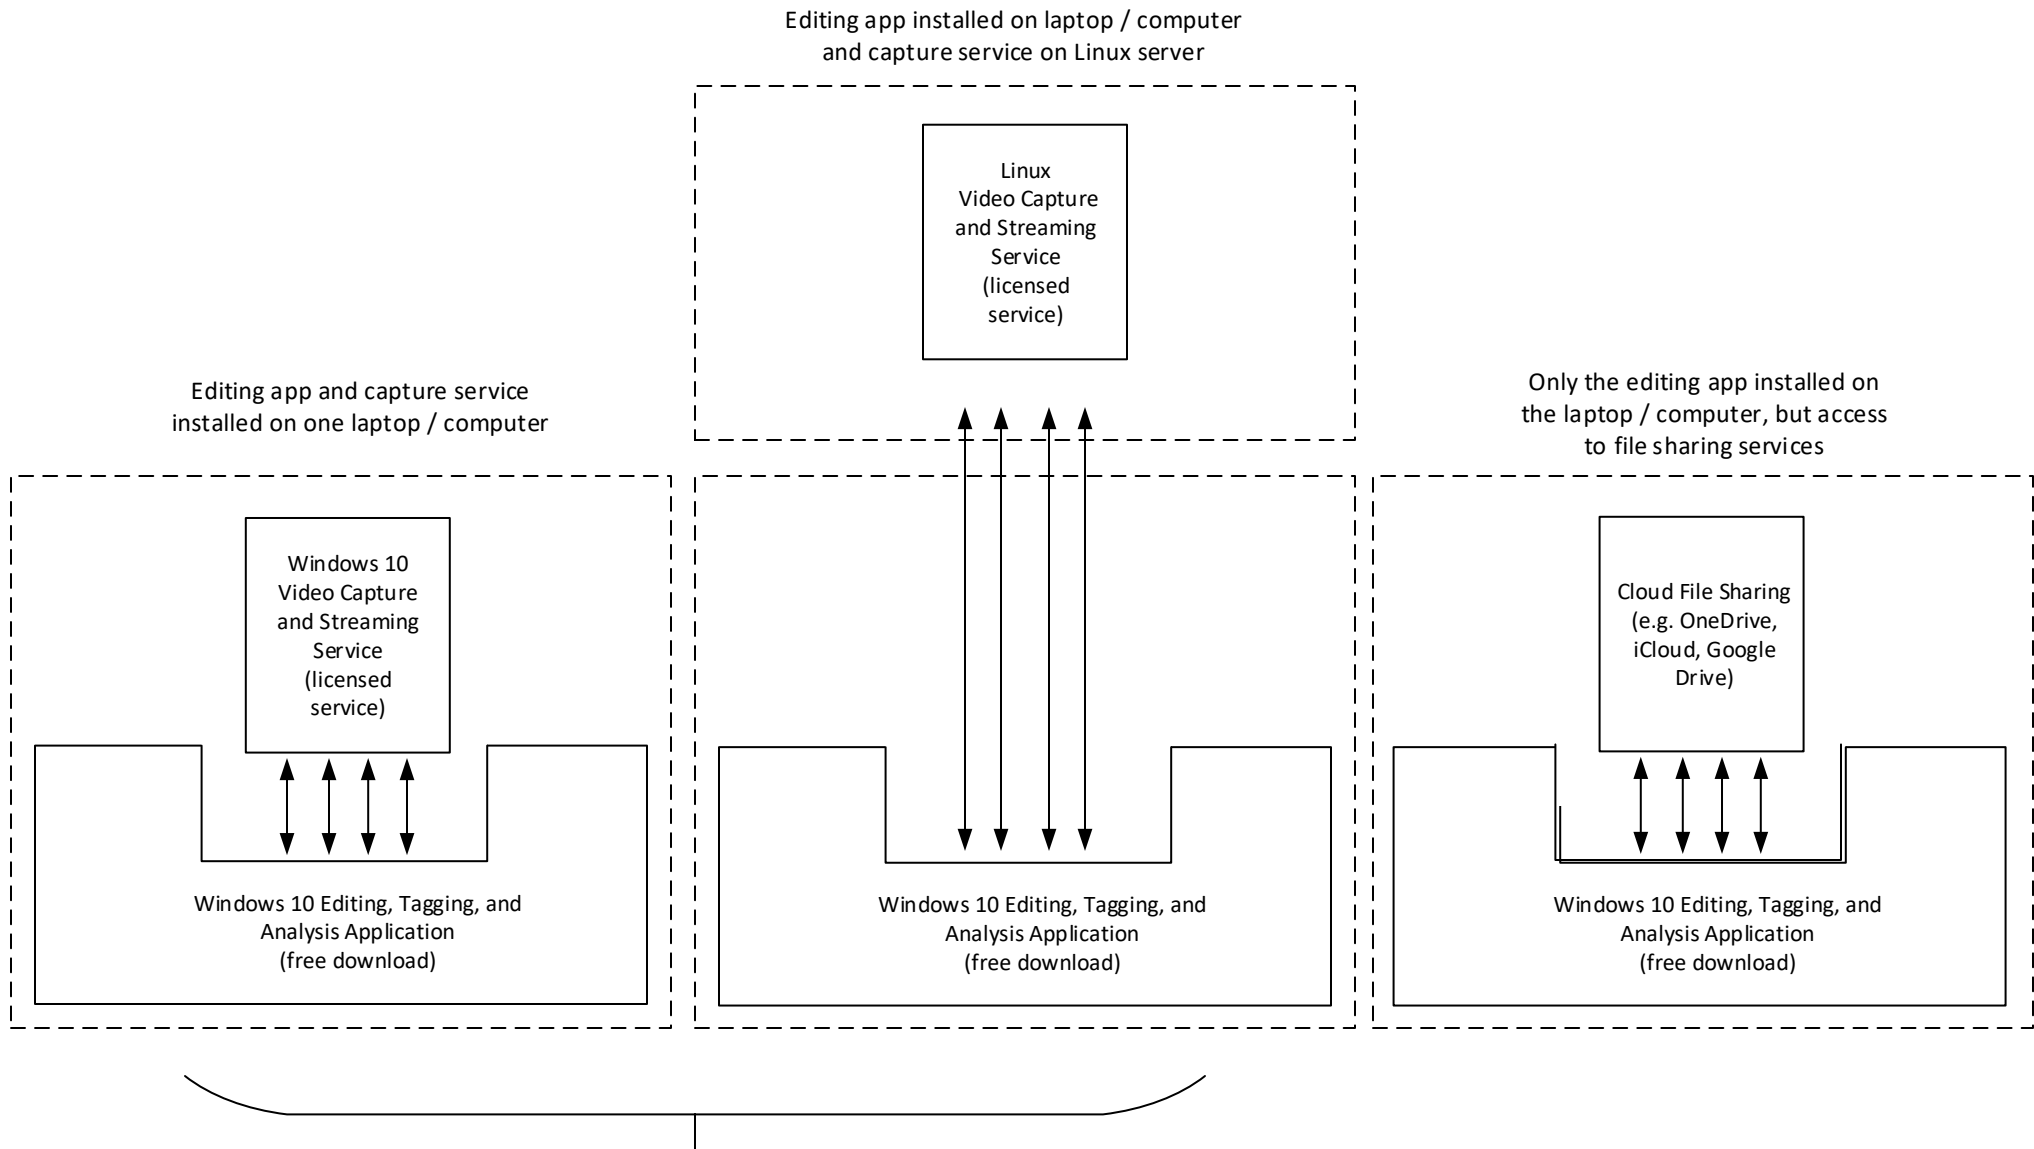 Editing app installed on laptop / computer
and capture service on Linux server
Linux
Video Capture
and Streaming
Service
(licensed
service)
Editing app and capture service
installed on one laptop / computer
Only the editing app installed on
the laptop / computer, but access
to file sharing services
Windows 10
Video Capture
and Streaming
Service
(licensed
service)
Cloud File Sharing
(e.g. OneDrive,
iCloud, Google
Drive)
Windows 10 Editing, Tagging, and
Analysis Application
(free download)
Windows 10 Editing, Tagging, and
Analysis Application
(free download)
Windows 10 Editing, Tagging, and
Analysis Application
(free download)